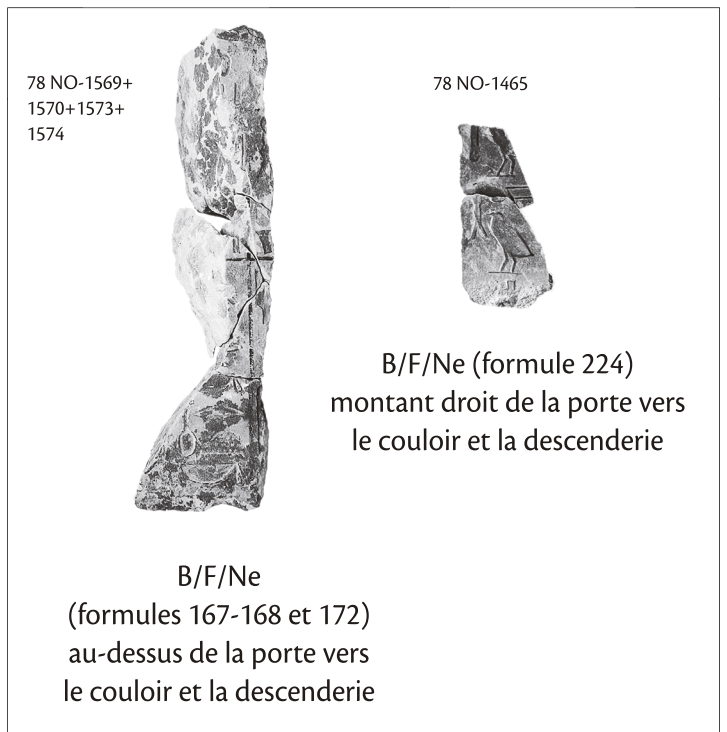 78 NO-1569+
1570+1573+
1574
78 NO-1465
B/F/Ne (formule 224)
montant droit de la porte vers
le couloir et la descenderie
B/F/Ne
(formules 167-168 et 172)
au-dessus de la porte vers
le couloir et la descenderie